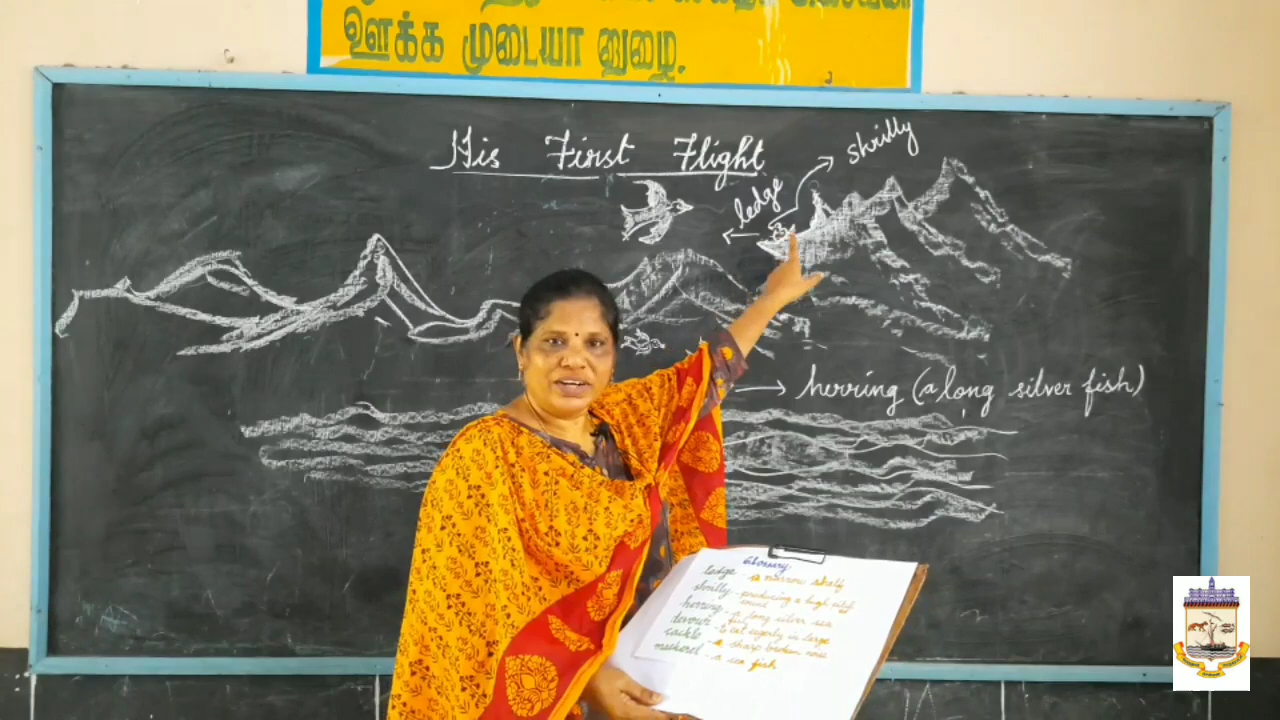 ஊக்க முடையா னுழை.
His First Flight
shrilly
ledge
herring (a long silver fish)
Glossary
ledge - a narrow shelf
shrilly - producing a high pitch
sound
herring - a long silver sea
fish
devour - to eat eagerly in large
cackle - a sharp broken noise
mackerel - a sea fish